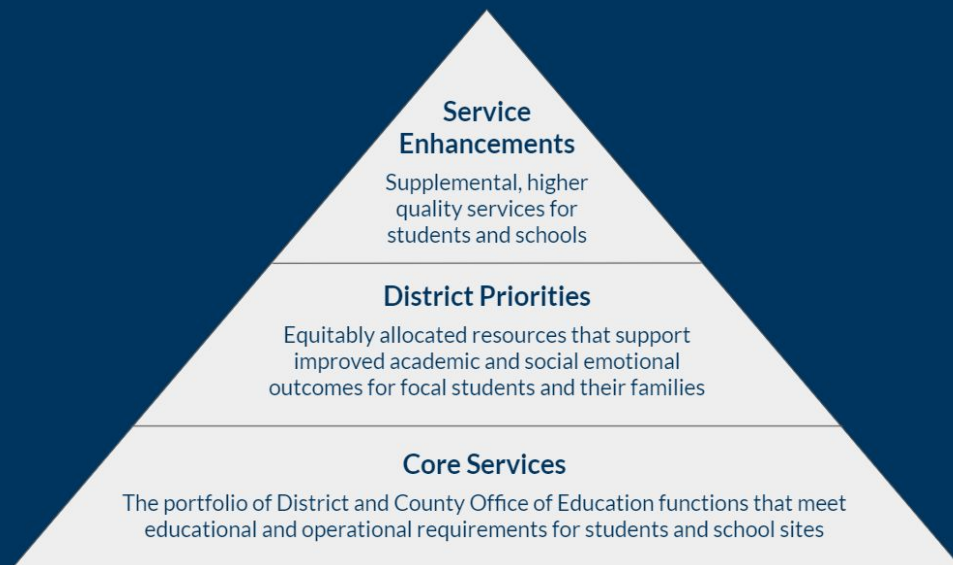 Service
Enhancements
Supplemental, higher
quality services for
students and schools
District Priorities
Equitably allocated resources that support
improved academic and social emotional
outcomes for focal students and their families
Core Services
The portfolio of District and County Office of Education functions that meet
educational and operational requirements for students and school sites